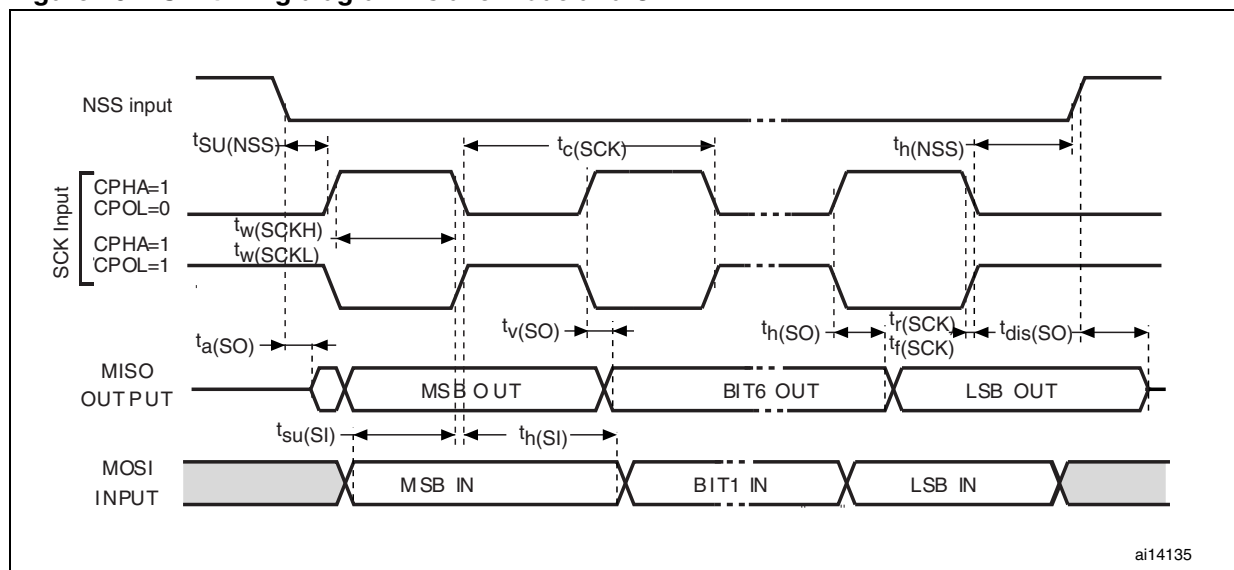 NSS input
tSU(NSS)
tc(SCK)
th(NSS)
SCK Input
CPHA=1
CPOL=0
tw(SCKH)
CPHA=1
tw(SCKL)
CPOL=1
ta(SO)
tv(SO)
th(SO)
tr(SCK)
tf(SCK)
tdis(SO)
MISO
OUTPUT
MSB OUT
BIT6 OUT
LSB OUT
tsu(SI)
th(SI)
MOSI
INPUT
MSB IN
BIT1 IN
LSB IN
ai14135